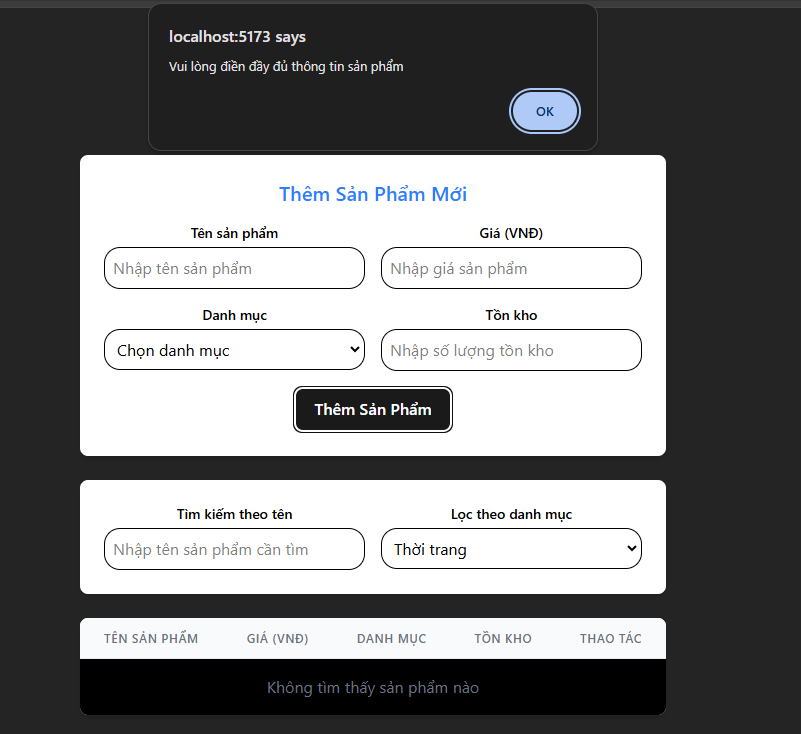 localhost:5173 says
Vui lòng điền đầy đủ thông tin sản phẩm
OK
Thêm Sản Phẩm Mới
Tên sản phẩm
Giá (VNĐ)
Nhập tên sản phẩm
Nhập giá sản phẩm
Danh mục
Tồn kho
Chọn danh mục
Nhập số lượng tồn kho
Thêm Sản Phẩm
Tìm kiếm theo tên
Lọc theo danh mục
Nhập tên sản phẩm cần tìm
Thời trang
TÊN SẢN PHẨM GIÁ (VNĐ) DANH MỤC TỒN KHO THAO TÁC
Không tìm thấy sản phẩm nào